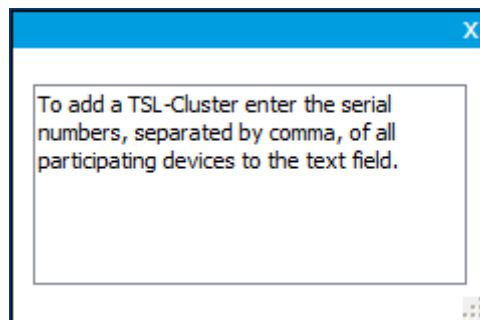 X
To add a TSL-Cluster enter the serial
numbers, separated by comma, of all
participating devices to the text field.